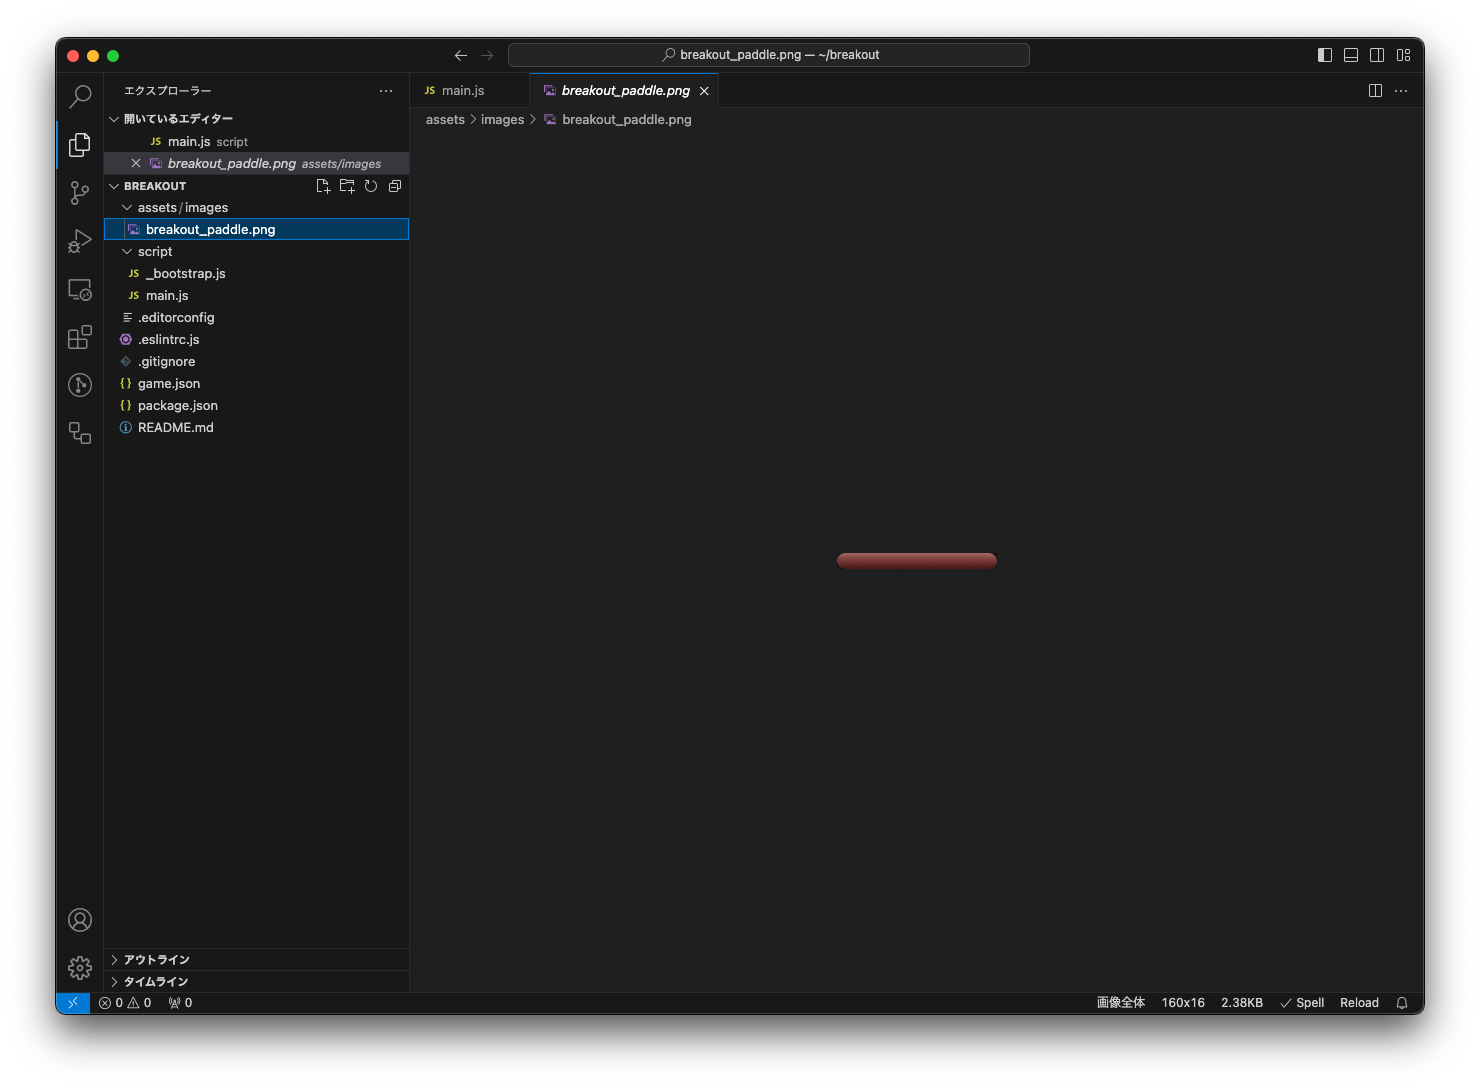 breakout_paddle.png — ~/breakout
エクスプローラー
JS main.js
breakout_paddle.png
開いているエディター
assets > images > breakout_paddle.png
JS main.js script
breakout_paddle.png assets/images
BREAKOUT
assets / images
breakout_paddle.png
script
JS _bootstrap.js
JS main.js
.editorconfig
.eslintrc.js
.gitignore
{} game.json
{} package.json
README.md
アウトライン
タイムライン
0 0 0
画像全体 160x16 2.38KB Spell Reload